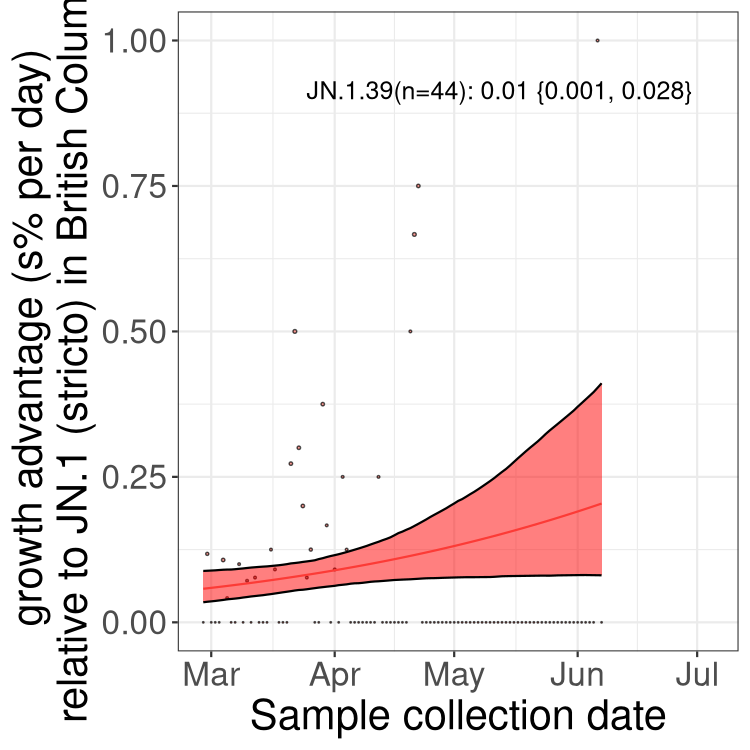 growth advantage (s% per day)
relative to JN.1 (stricto) in British Colum
1.00
0.75
0.50
0.25
0.00
JN.1.39(n=44): 0.01 {0.001, 0.028}
Mar Apr May Jun Jul
Sample collection date